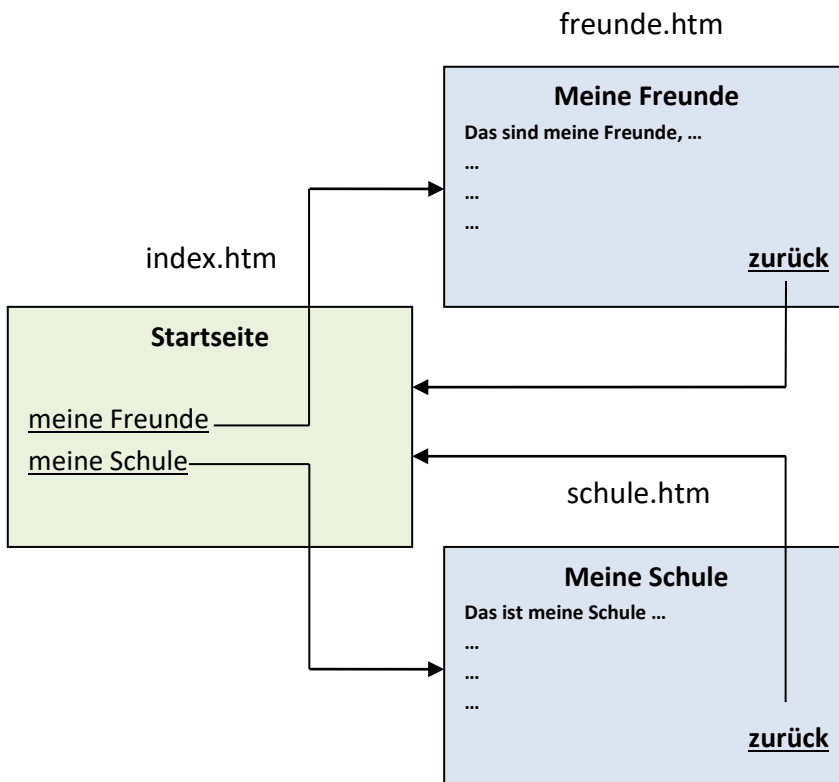 freunde.htm
Meine Freunde
Das sind meine Freunde, …
…
…
…
zurück
index.htm
Startseite
meine Freunde
meine Schule
schule.htm
Meine Schule
Das ist meine Schule …
…
…
…
zurück